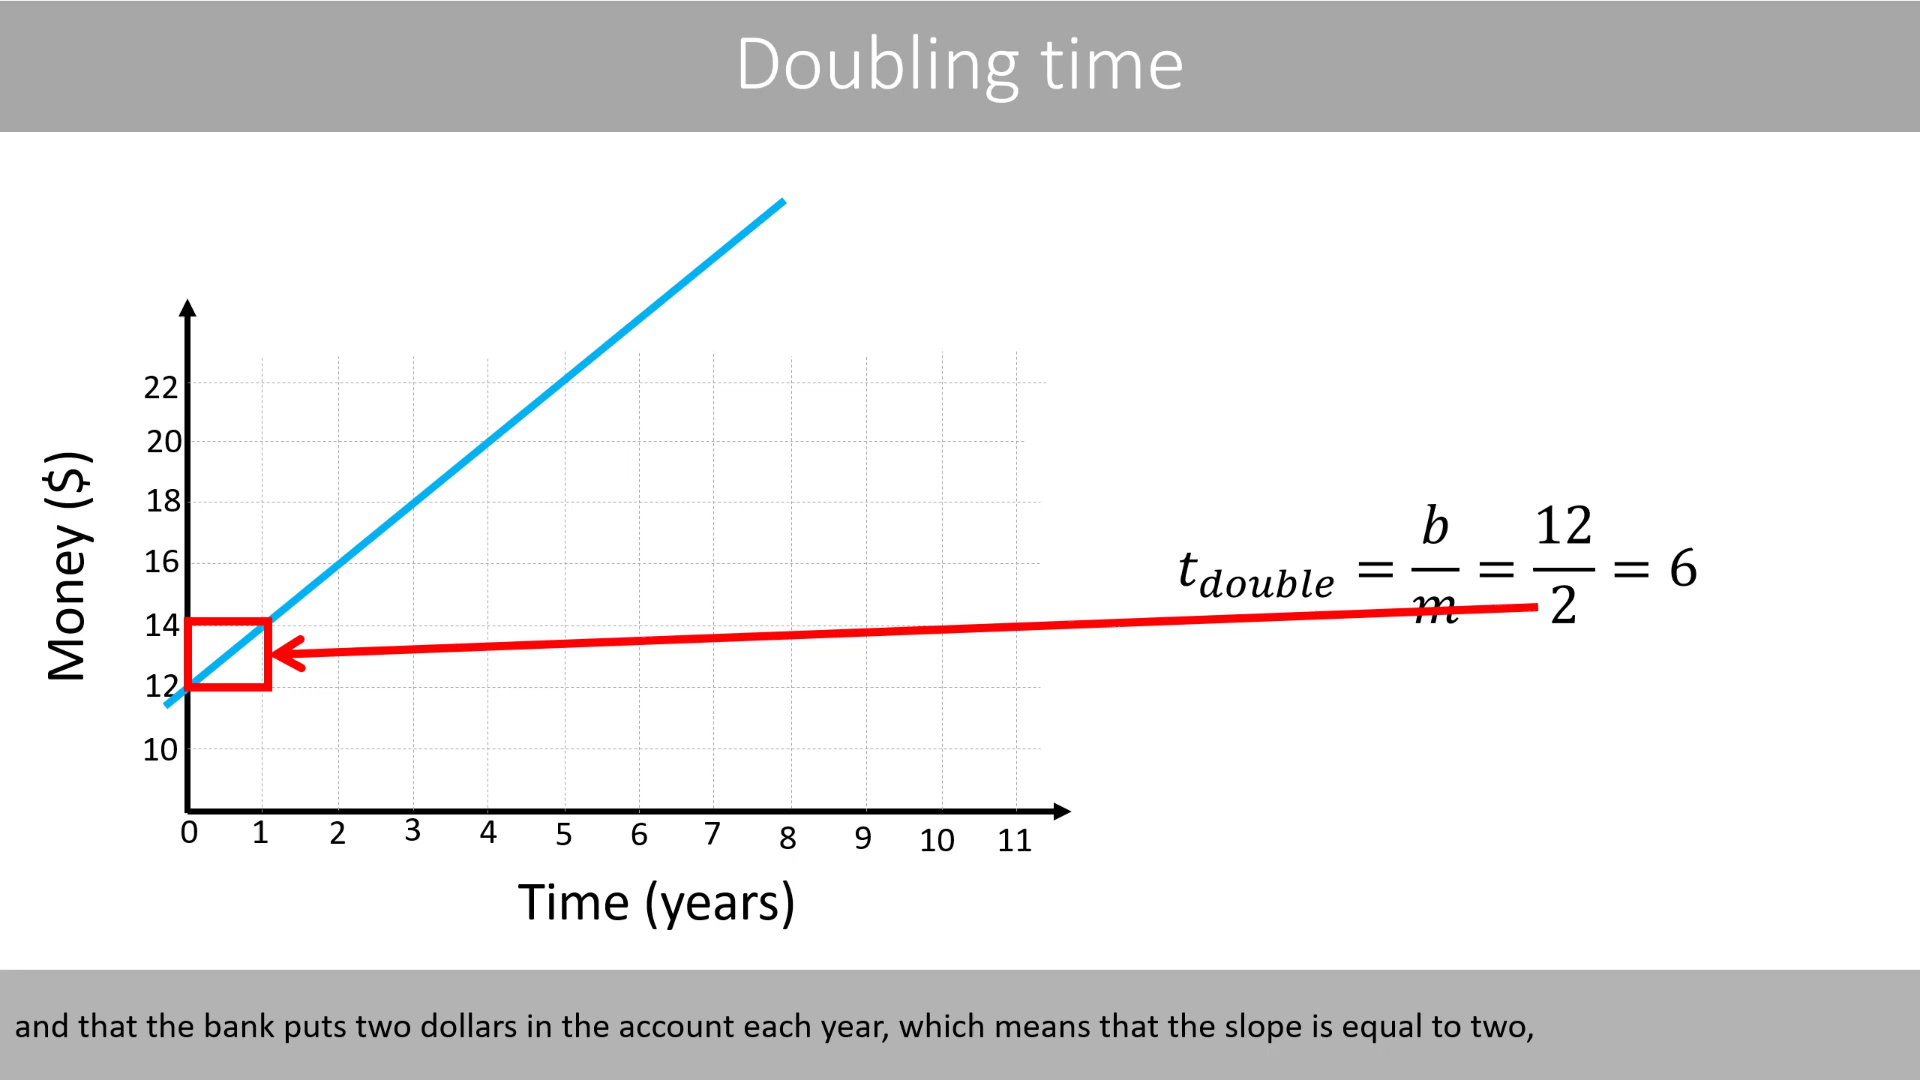 Doubling time
Money ($)
22
20
18
16
14
12
10
0 1 2 3 4 5 6 7 8 9 10 11
Time (years)
t_double = b/m = 12/2 = 6
and that the bank puts two dollars in the account each year, which means that the slope is equal to two,